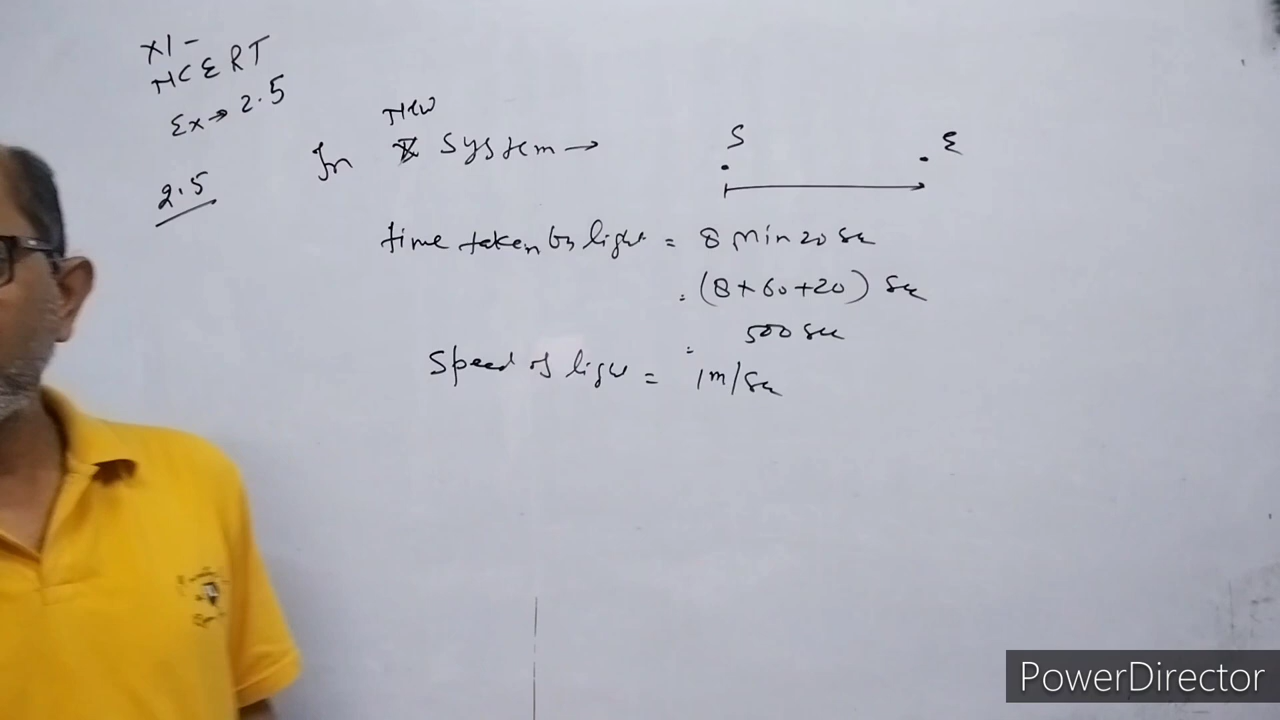 XI -
NCERT
Ex → 2.5
2.5
New
In System →
S E
time taken by light = 8 min 20 sec
= (8 × 60 + 20) sec
= 500 sec
Speed of light = 1 m/sec
PowerDirector